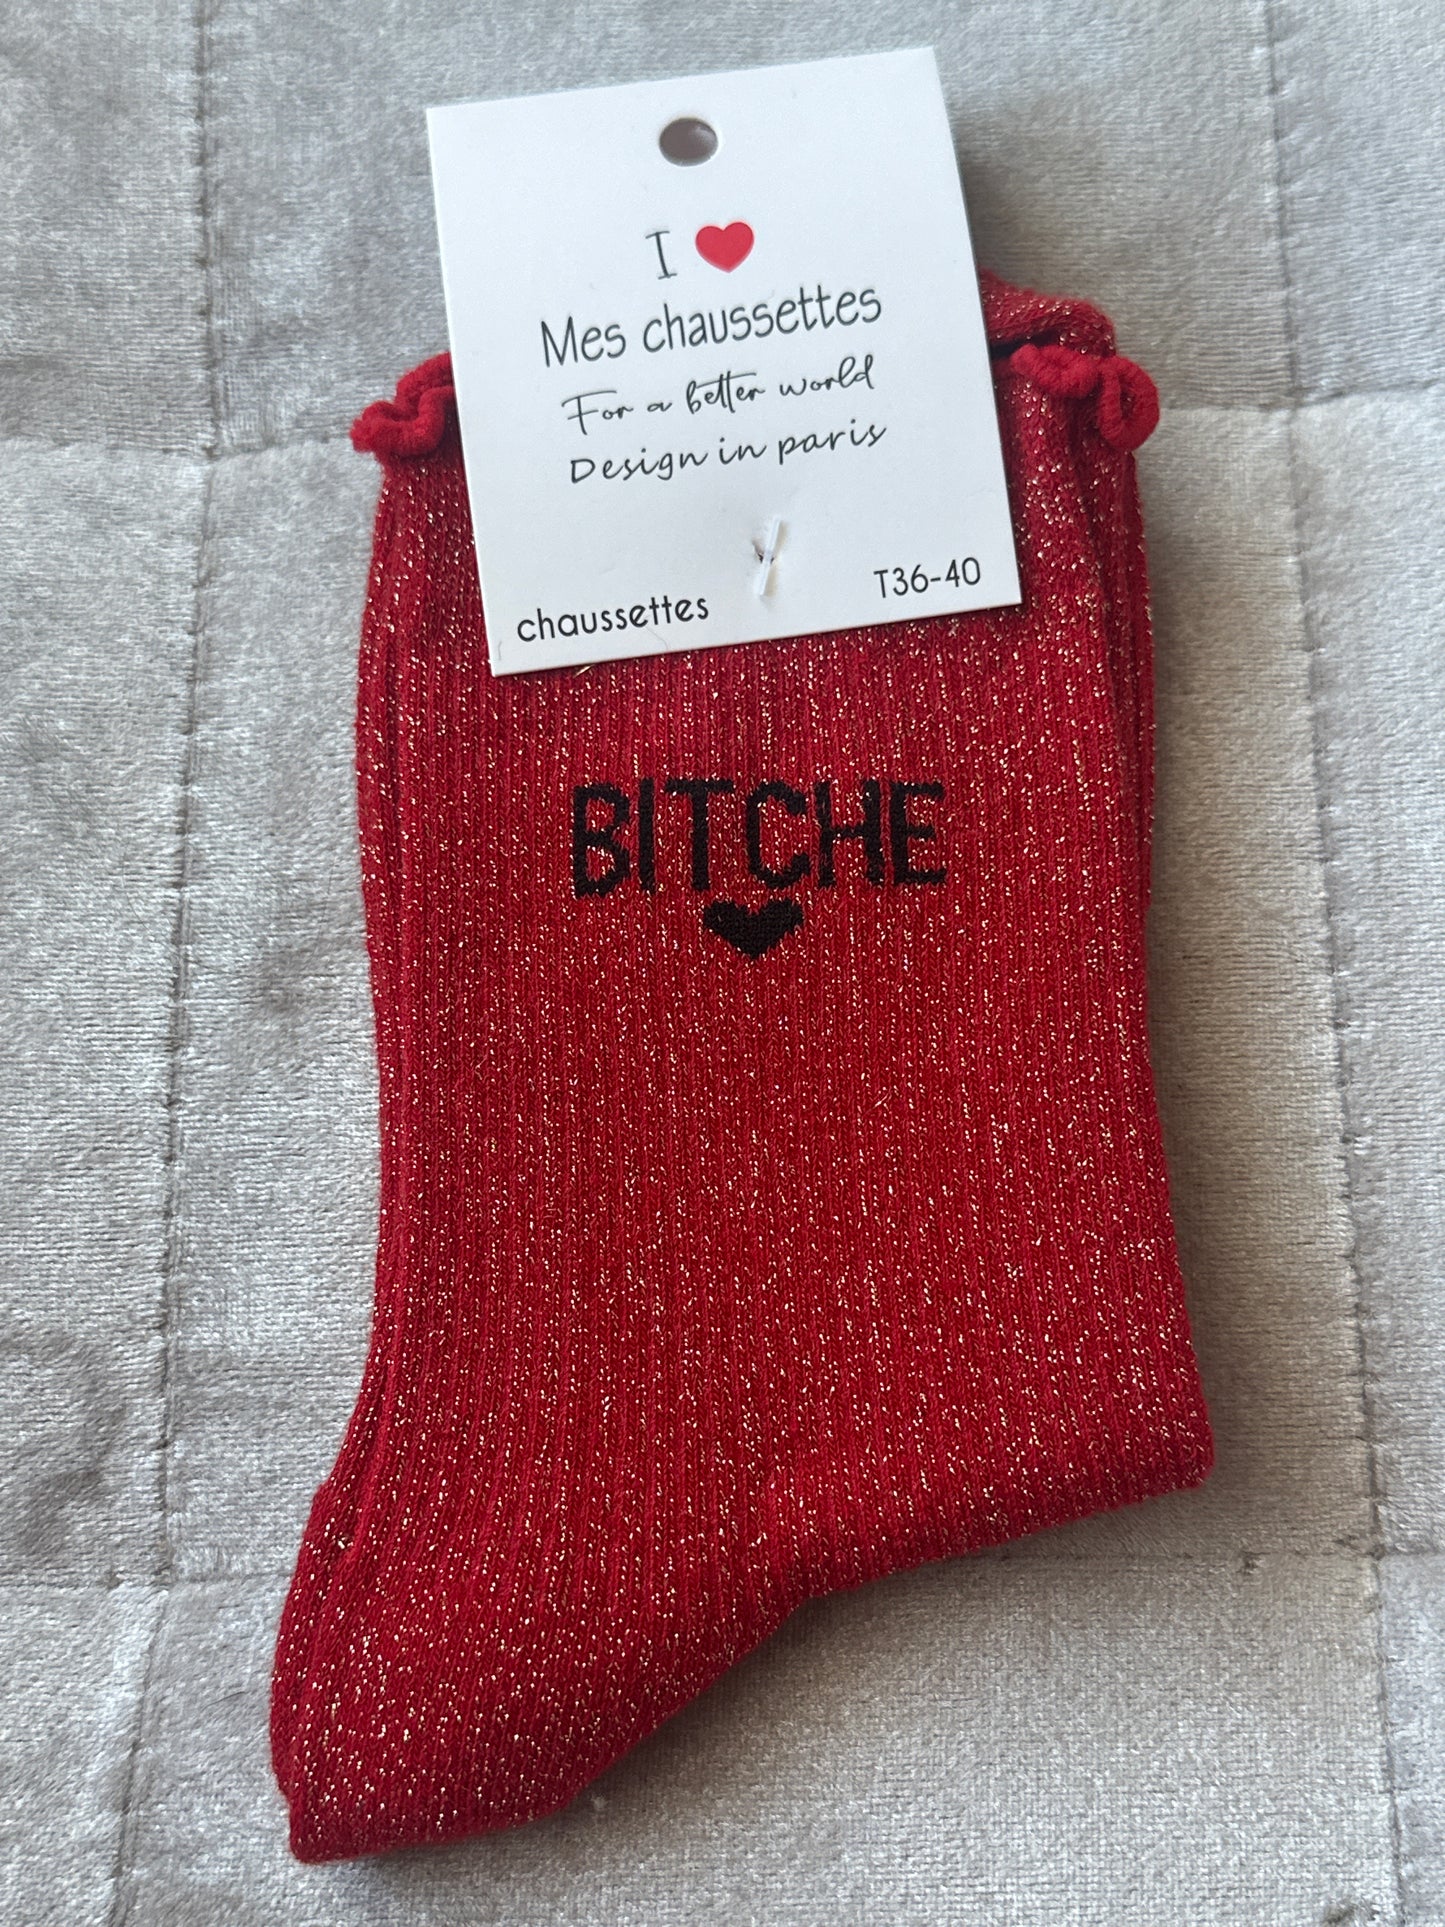 I ❤
Mes chaussettes
For a better world
Design in paris
chaussettes T36-40
BITCHE